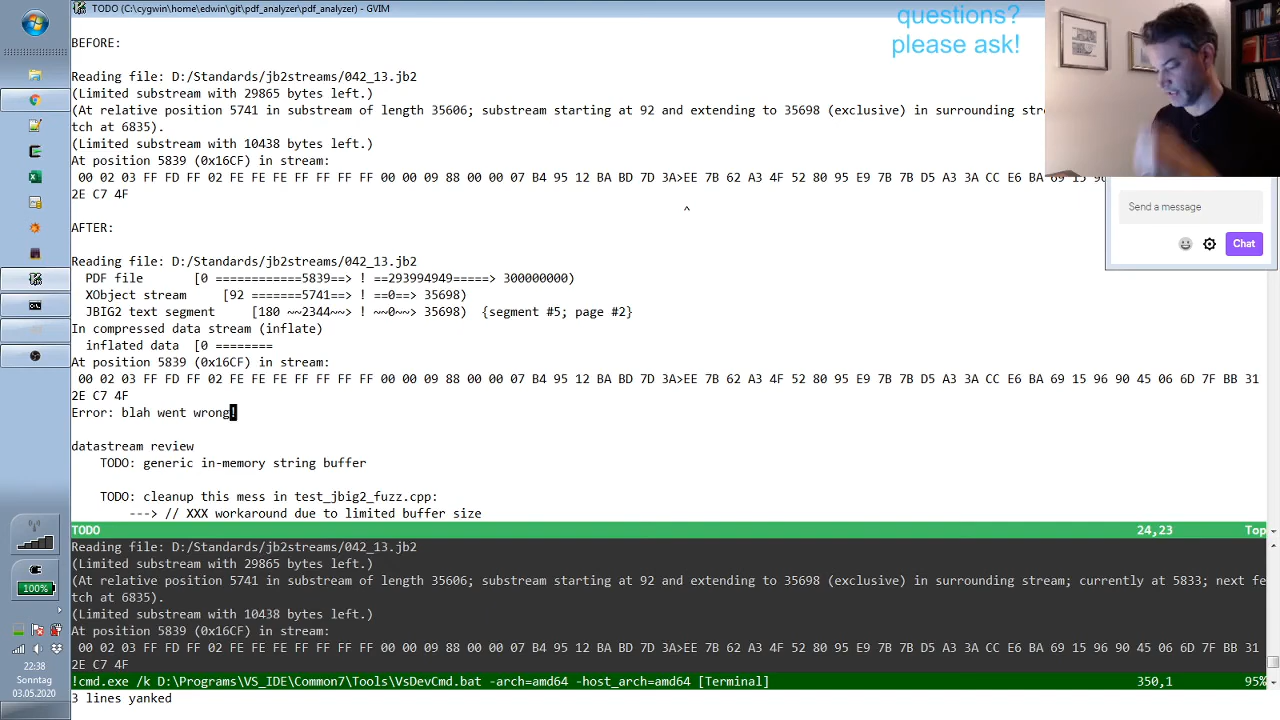 TODO (C:\cygwin\home\edwin\git\pdf_analyzer\pdf_analyzer) - GVIM
questions?
please ask!
BEFORE:
Reading file: D:/Standards/jb2streams/042_13.jb2
(Limited substream with 29865 bytes left.)
(At relative position 5741 in substream of length 35606; substream starting at 92 and extending to 35698 (exclusive) in surrounding stre
tch at 6835).
(Limited substream with 10438 bytes left.)
At position 5839 (0x16CF) in stream:
00 02 03 FF FD FF 02 FE FE FE FF FF FF 00 00 09 88 00 00 07 B4 95 12 BA BD 7D 3A>EE 7B 62 A3 4F 52 80 95 E9 7B 7B D5 A3 3A CC E6 BA 69 15 96
2E C7 4F
^
AFTER:
Reading file: D:/Standards/jb2streams/042_13.jb2
PDF file [0 ============5839==> ! ==293994949=====> 300000000)
XObject stream [92 =======5741==> ! ==0==> 35698)
JBIG2 text segment [180 ~~2344~~> ! ~~0~~> 35698) {segment #5; page #2}
In compressed data stream (inflate)
inflated data [0 ========
At position 5839 (0x16CF) in stream:
00 02 03 FF FD FF 02 FE FE FE FF FF FF 00 00 09 88 00 00 07 B4 95 12 BA BD 7D 3A>EE 7B 62 A3 4F 52 80 95 E9 7B 7B D5 A3 3A CC E6 BA 69 15 96 90 45 06 6D 7F BB 31
2E C7 4F
Error: blah went wrong!
datastream review
TODO: generic in-memory string buffer
TODO: cleanup this mess in test_jbig2_fuzz.cpp:
---> // XXX workaround due to limited buffer size
TODO 24,23 Top
Reading file: D:/Standards/jb2streams/042_13.jb2
(Limited substream with 29865 bytes left.)
(At relative position 5741 in substream of length 35606; substream starting at 92 and extending to 35698 (exclusive) in surrounding stream; currently at 5833; next fe
tch at 6835).
(Limited substream with 10438 bytes left.)
At position 5839 (0x16CF) in stream:
00 02 03 FF FD FF 02 FE FE FE FF FF FF 00 00 09 88 00 00 07 B4 95 12 BA BD 7D 3A>EE 7B 62 A3 4F 52 80 95 E9 7B 7B D5 A3 3A CC E6 BA 69 15 96 90 45 06 6D 7F BB 31
2E C7 4F
!cmd.exe /k D:\Programs\VS_IDE\Common7\Tools\VsDevCmd.bat -arch=amd64 -host_arch=amd64 [Terminal] 350,1 95%
3 lines yanked
Send a message
Chat
100%
22:38
Sonntag
03.05.2020